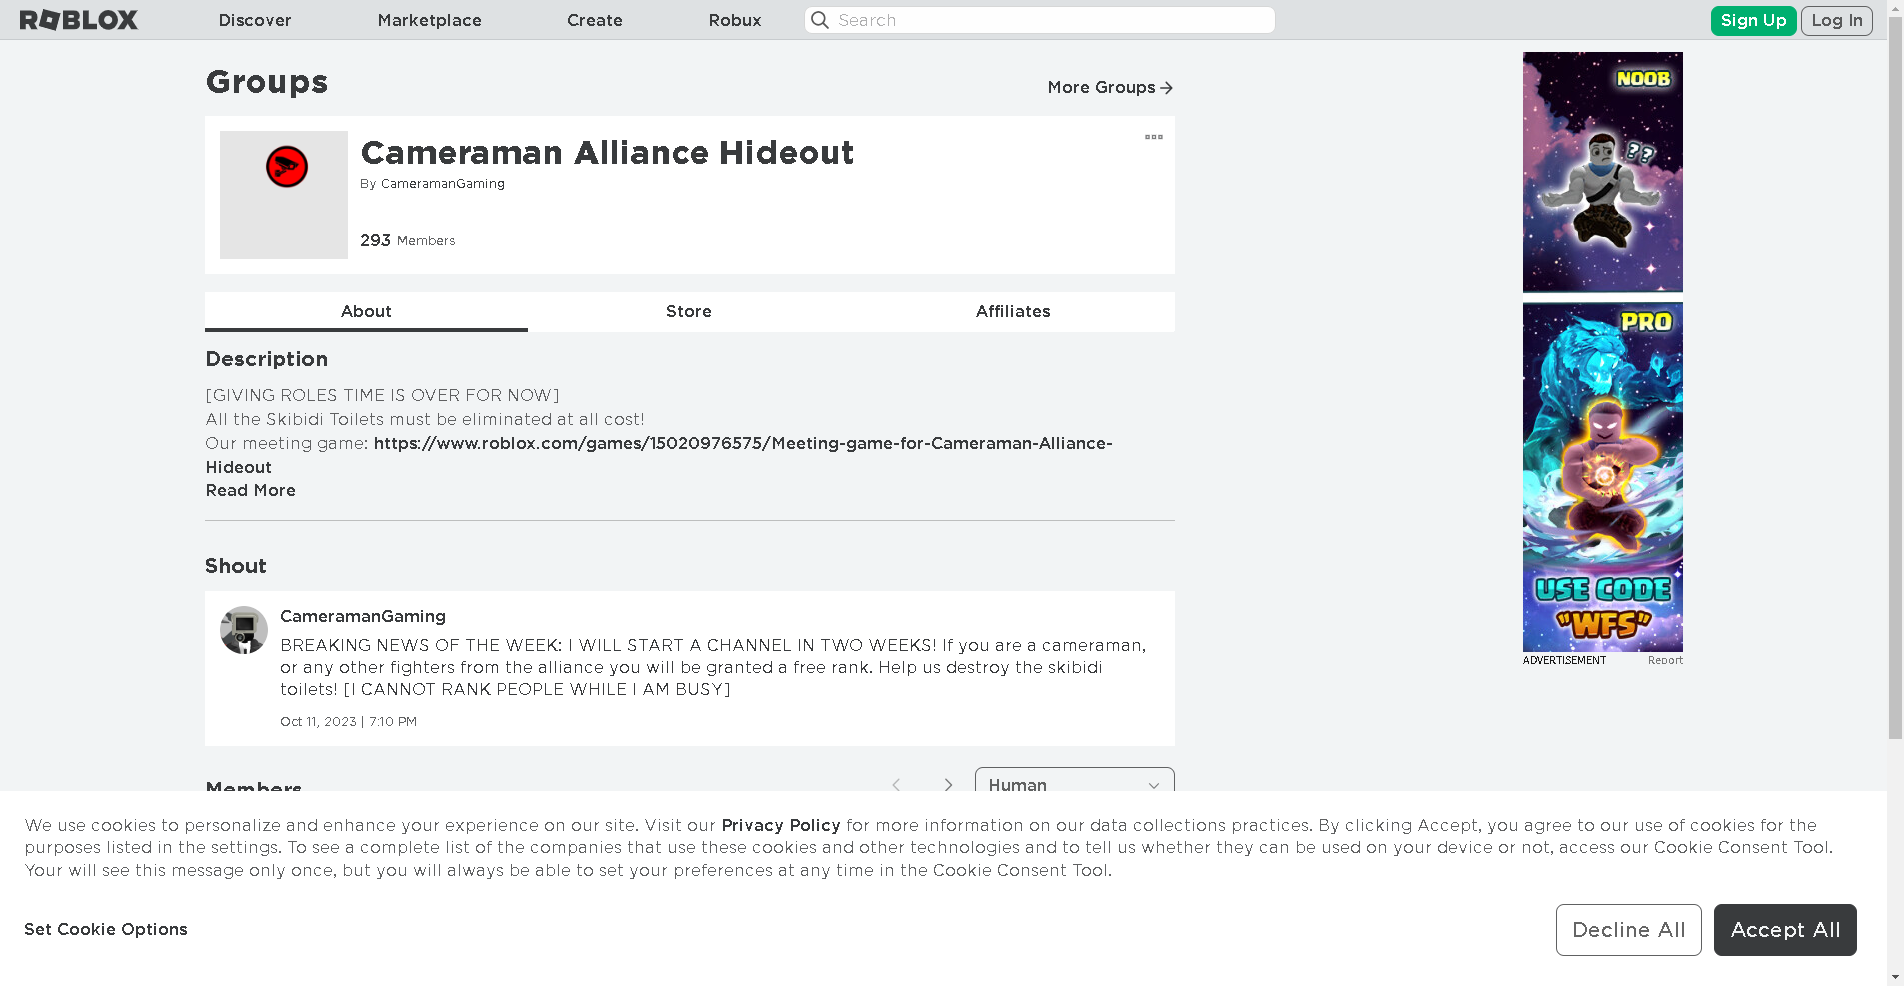 ROBLOX
Discover
Marketplace
Create
Robux
Search
Sign Up
Log In
Groups
More Groups
Cameraman Alliance Hideout
By CameramanGaming
293 Members
About
Store
Affiliates
Description
[GIVING ROLES TIME IS OVER FOR NOW]
All the Skibidi Toilets must be eliminated at all cost!
Our meeting game: https://www.roblox.com/games/15020976575/Meeting-game-for-Cameraman-Alliance-
Hideout
Read More
Shout
CameramanGaming
BREAKING NEWS OF THE WEEK: I WILL START A CHANNEL IN TWO WEEKS! If you are a cameraman,
or any other fighters from the alliance you will be granted a free rank. Help us destroy the skibidi
toilets! [I CANNOT RANK PEOPLE WHILE I AM BUSY]
Oct 11, 2023 | 7:10 PM
Members
Human
NOOB
??
PRO
USE CODE
"WFS"
ADVERTISEMENT
Report
We use cookies to personalize and enhance your experience on our site. Visit our Privacy Policy for more information on our data collections practices. By clicking Accept, you agree to our use of cookies for the
purposes listed in the settings. To see a complete list of the companies that use these cookies and other technologies and to tell us whether they can be used on your device or not, access our Cookie Consent Tool.
Your will see this message only once, but you will always be able to set your preferences at any time in the Cookie Consent Tool.
Set Cookie Options
Decline All
Accept All